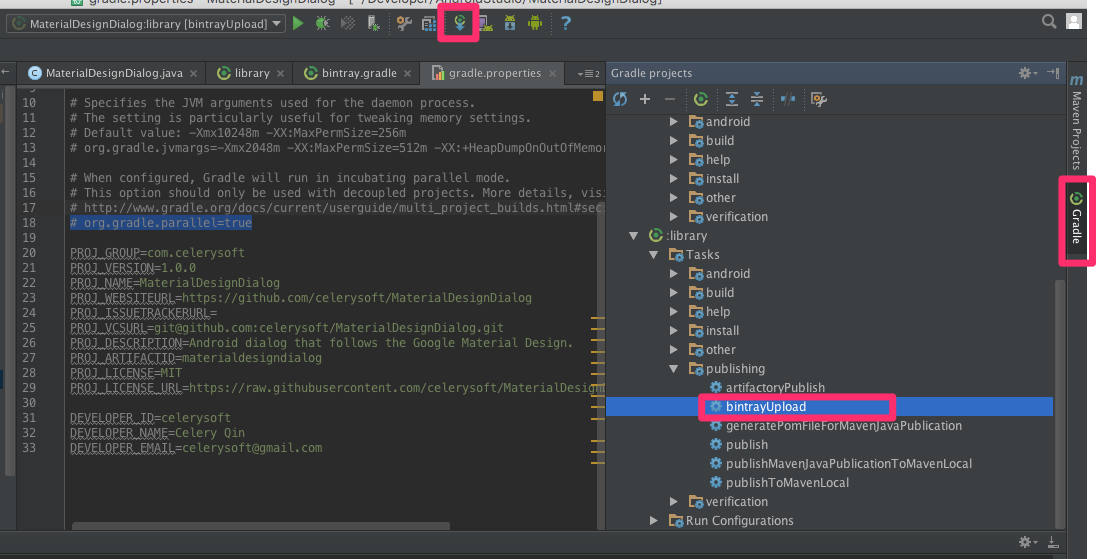 gradle.properties - MaterialDesignDialog - [~/Developer/AndroidStudio/MaterialDesignDialog]
MaterialDesignDialog:library [bintrayUpload]
?
MaterialDesignDialog.java
library
bintray.gradle
gradle.properties
2
10 # Specifies the JVM arguments used for the daemon process.
11 # The setting is particularly useful for tweaking memory settings.
12 # Default value: -Xmx10248m -XX:MaxPermSize=256m
13 # org.gradle.jvmargs=-Xmx2048m -XX:MaxPermSize=512m -XX:+HeapDumpOnOutOfMemor
14
15 # When configured, Gradle will run in incubating parallel mode.
16 # This option should only be used with decoupled projects. More details, visi
17 # http://www.gradle.org/docs/current/userguide/multi_project_builds.html#sec
18 # org.gradle.parallel=true
19
20 PROJ_GROUP=com.celerysoft
21 PROJ_VERSION=1.0.0
22 PROJ_NAME=MaterialDesignDialog
23 PROJ_WEBSITEURL=https://github.com/celerysoft/MaterialDesignDialog
24 PROJ_ISSUETRACKERURL=
25 PROJ_VCSURL=git@github.com:celerysoft/MaterialDesignDialog.git
26 PROJ_DESCRIPTION=Android dialog that follows the Google Material Design.
27 PROJ_ARTIFACTID=materialdesigndialog
28 PROJ_LICENSE=MIT
29 PROJ_LICENSE_URL=https://raw.githubusercontent.com/celerysoft/MaterialDesign
30
31 DEVELOPER_ID=celerysoft
32 DEVELOPER_NAME=Celery Qin
33 DEVELOPER_EMAIL=celerysoft@gmail.com
Gradle projects
android
build
help
install
other
verification
:library
Tasks
android
build
help
install
other
publishing
artifactoryPublish
bintrayUpload
generatePomFileForMavenJavaPublication
publish
publishMavenJavaPublicationToMavenLocal
publishToMavenLocal
verification
Run Configurations
m
Maven Projects
Gradle